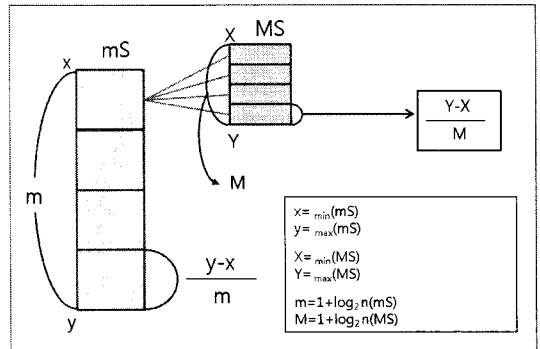 mS
x
m
y
y-x
m
X
MS
Y
M
Y-X
M
x= min(mS)
y= max(mS)
X= min(MS)
Y= max(MS)
m=1+log₂n(mS)
M=1+log₂n(MS)